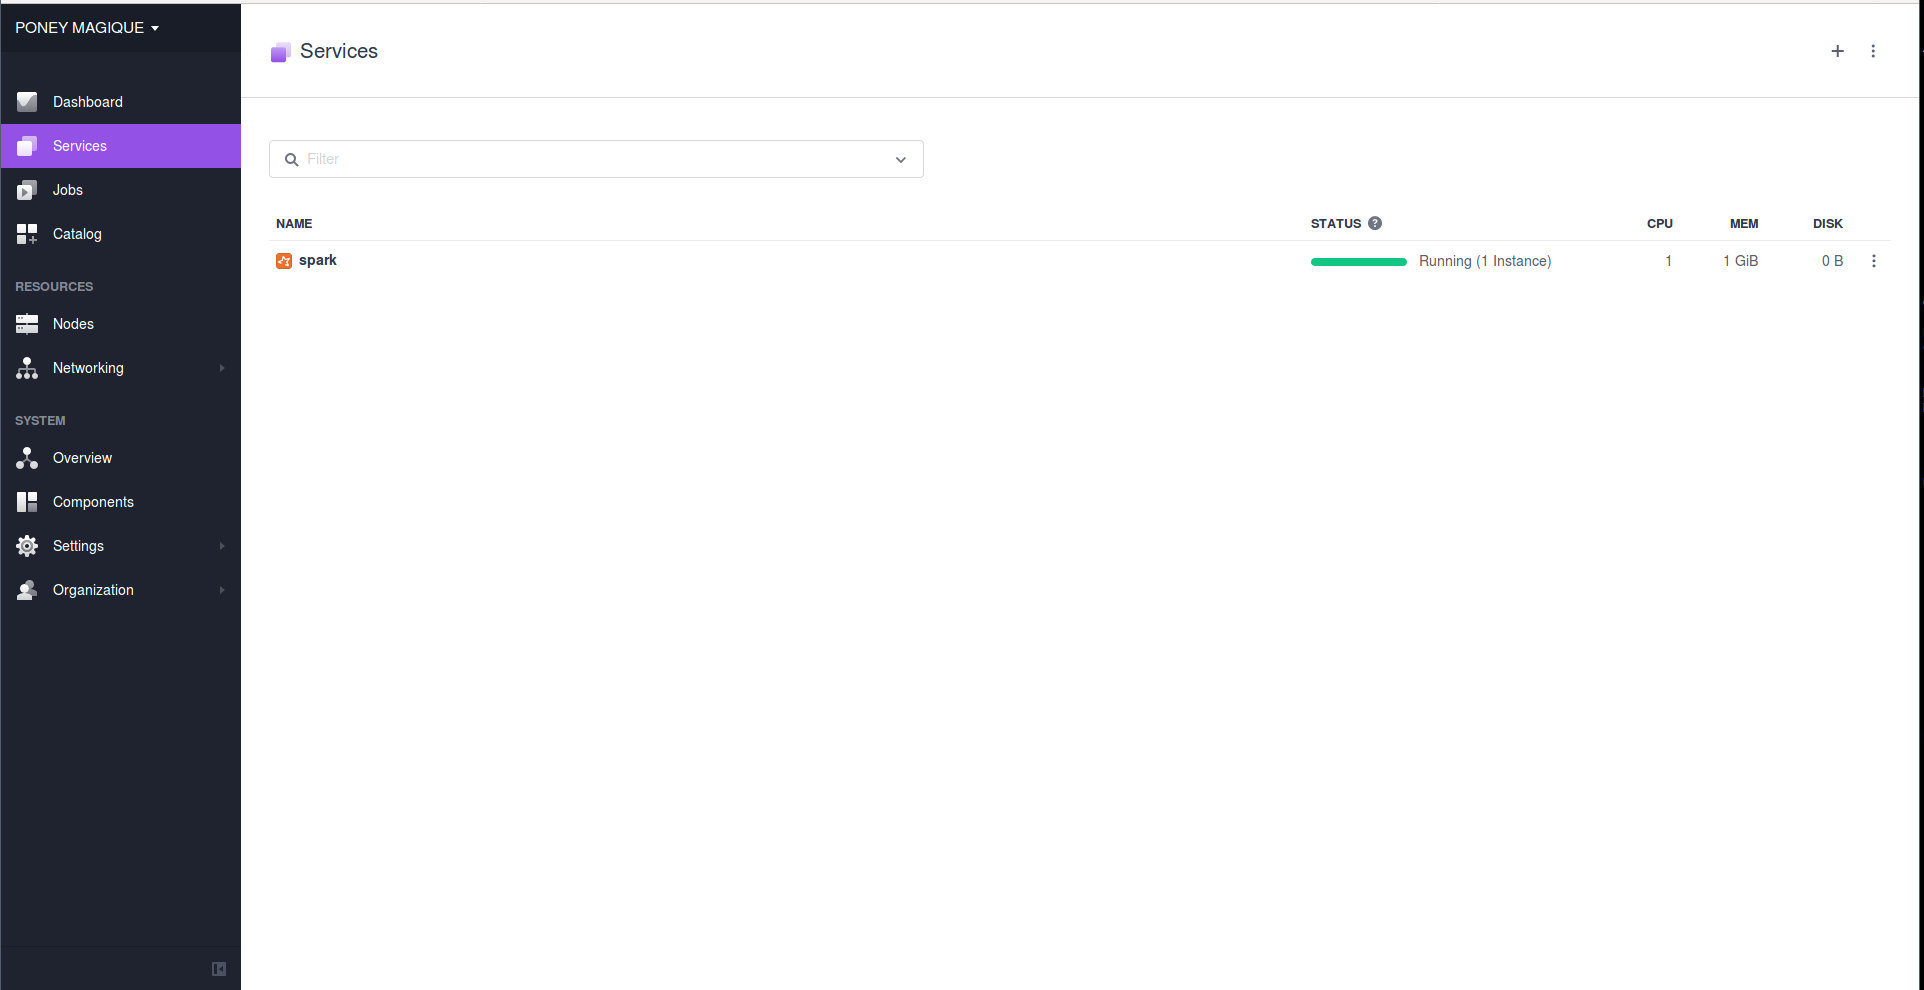 PONEY MAGIQUE
Dashboard
Services
Jobs
Catalog
RESOURCES
Nodes
Networking
SYSTEM
Overview
Components
Settings
Organization
Services
Filter
NAME STATUS ? CPU MEM DISK
spark Running (1 Instance) 1 1 GiB 0 B